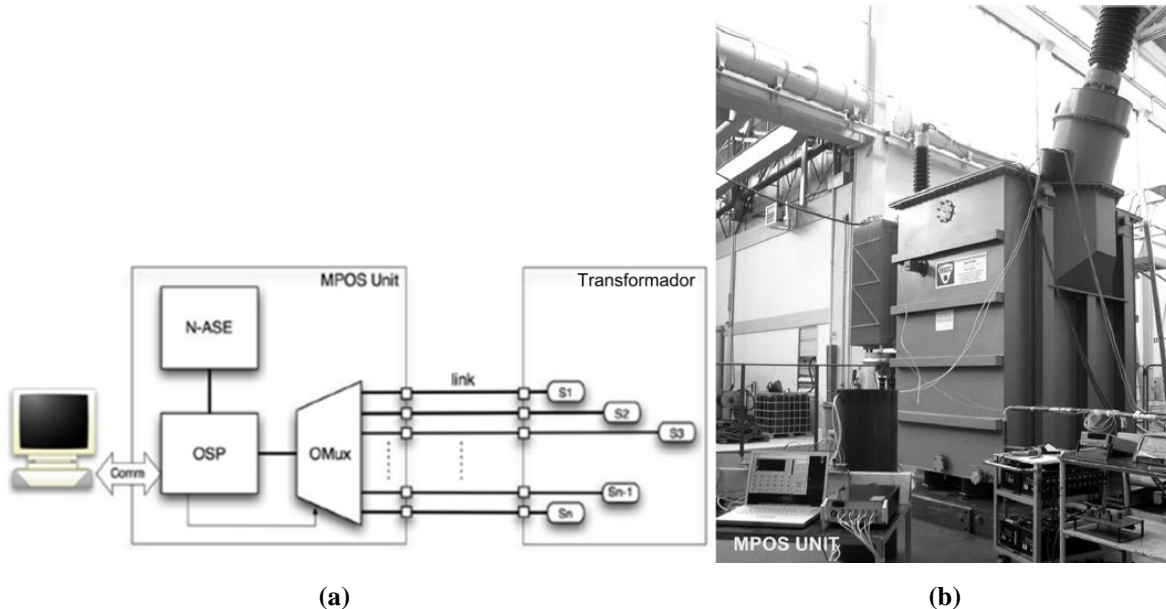 MPOS Unit
Transformador
N-ASE
link
S1
S2
OSP
OMux
S3
Comm
Sn-1
Sn
MPOS UNIT
(a)
(b)